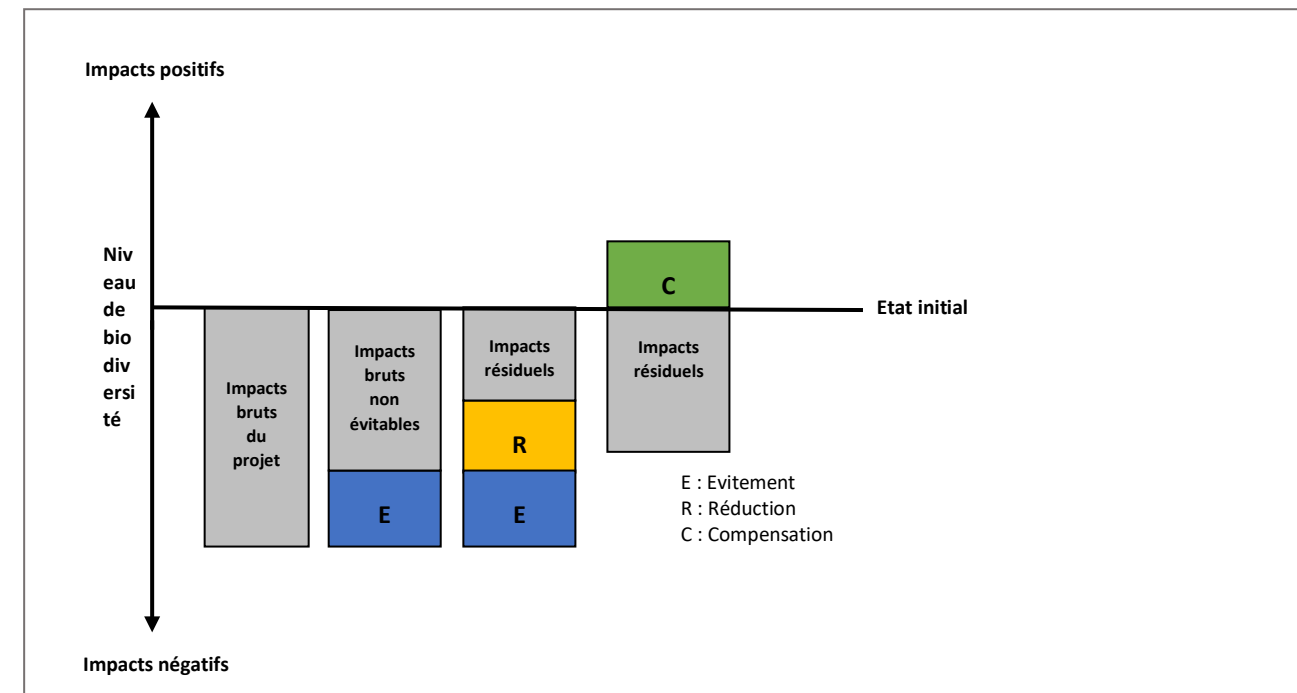 Impacts positifs
Niv
eau
de
bio
div
ersi
té
C
Etat initial
Impacts
bruts
du
projet
Impacts
bruts
non
évitables
E
Impacts
résiduels
R
E
Impacts
résiduels
E : Evitement
R : Réduction
C : Compensation
Impacts négatifs